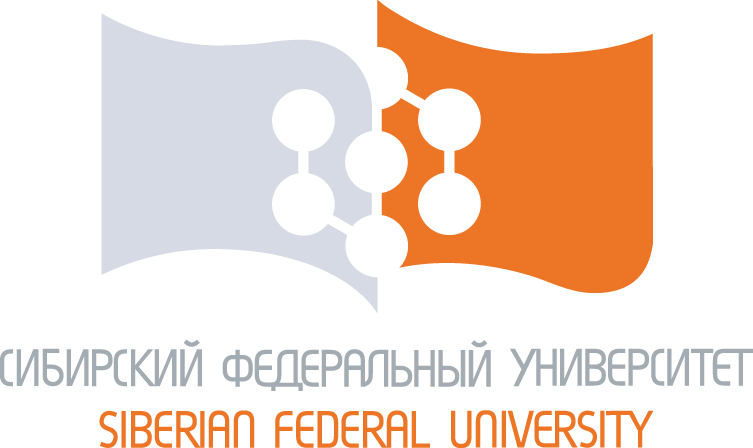 СИБИРСКИЙ ФЕДЕРАЛЬНЫЙ УНИВЕРСИТЕТ
SIBERIAN FEDERAL UNIVERSITY